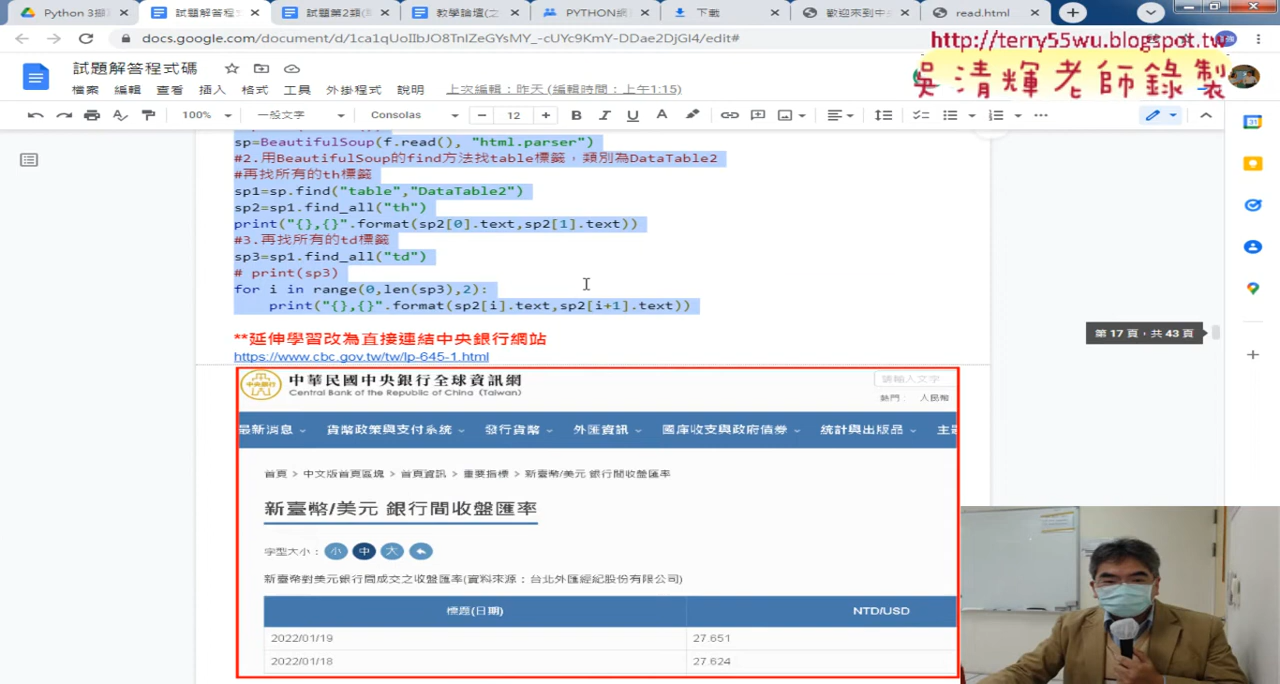 Python 3擷
試題解答程式
試題第2類(
教學論壇(之
PYTHON網
下載
歡迎來到中央
read.html
docs.google.com/document/d/1ca1qUoIIbJO8TnIZeGYsMY_-cUYc9KmY-DDae2DjGI4/edit#
http://terry55wu.blogspot.tw
吳清輝老師錄製
試題解答程式碼
檔案 編輯 查看 插入 格式 工具 外掛程式 說明 上次編輯：昨天 (編輯時間：上午1:15)
100% 一般文字 Consolas 12 B I U A
sp=BeautifulSoup(f.read(), "html.parser")
#2.用BeautifulSoup的find方法找table標籤，類別為DataTable2
#再找所有的th標籤
sp1=sp.find("table","DataTable2")
sp2=sp1.find_all("th")
print("{},{}".format(sp2[0].text,sp2[1].text))
#3.再找所有的td標籤
sp3=sp1.find_all("td")
# print(sp3)
for i in range(0,len(sp3),2):
    print("{},{}".format(sp2[i].text,sp2[i+1].text))
第 17 頁，共 43 頁
**延伸學習改為直接連結中央銀行網站
https://www.cbc.gov.tw/tw/lp-645-1.html
中華民國中央銀行全球資訊網
Central Bank of the Republic of China (Taiwan)
請輸入文字
熱門： 人民幣
最新消息 貨幣政策與支付系統 發行貨幣 外匯資訊 國庫收支與政府債券 統計與出版品 主
首頁 > 中文版首頁區塊 > 首頁資訊 > 重要指標 > 新臺幣/美元 銀行間收盤匯率
新臺幣/美元 銀行間收盤匯率
字型大小： 小 中 大
新臺幣對美元銀行間成交之收盤匯率(資料來源：台北外匯經紀股份有限公司)
標題(日期) NTD/USD
2022/01/19 27.651
2022/01/18 27.624